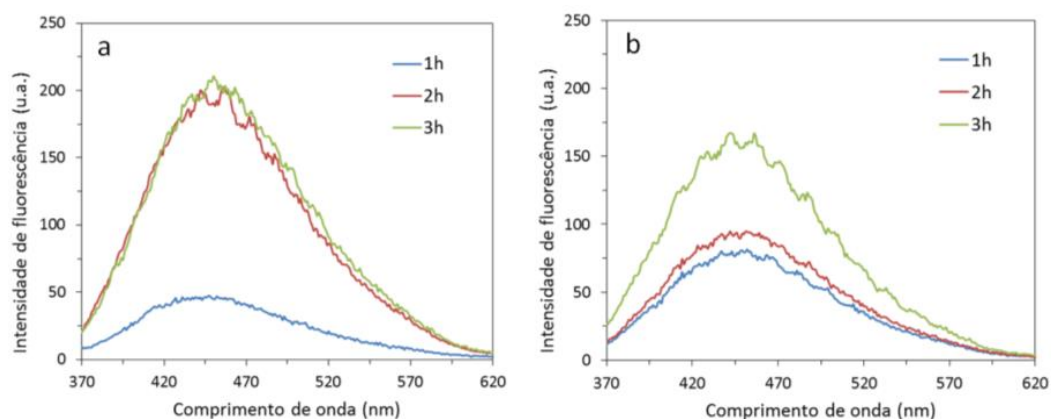 a
250
200
150
100
50
0
Intensidade de fluorescência (u.a.)
1h
2h
3h
370 420 470 520 570 620
Comprimento de onda (nm)
b
250
200
150
100
50
0
Intensidade de fluorescência (u.a.)
1h
2h
3h
370 420 470 520 570 620
Comprimento de onda (nm)